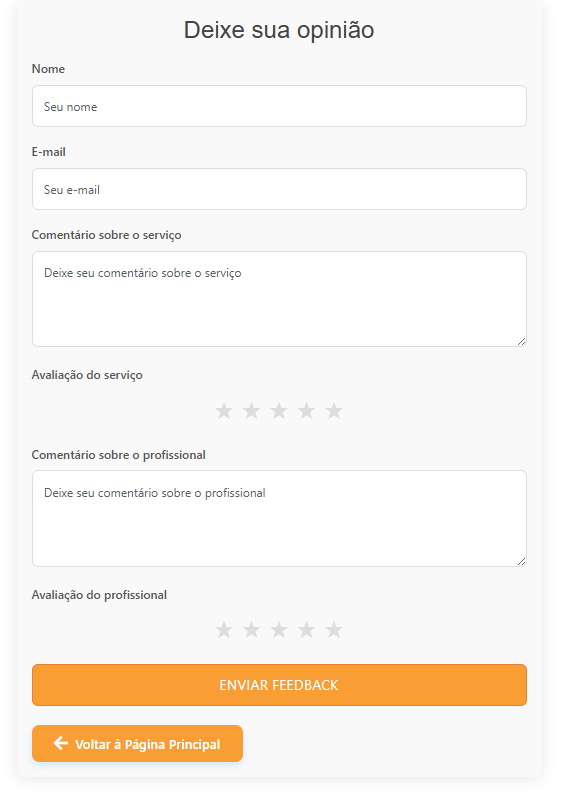 Deixe sua opinião
Nome
Seu nome
E-mail
Seu e-mail
Comentário sobre o serviço
Deixe seu comentário sobre o serviço
Avaliação do serviço
Comentário sobre o profissional
Deixe seu comentário sobre o profissional
Avaliação do profissional
ENVIAR FEEDBACK
Voltar à Página Principal